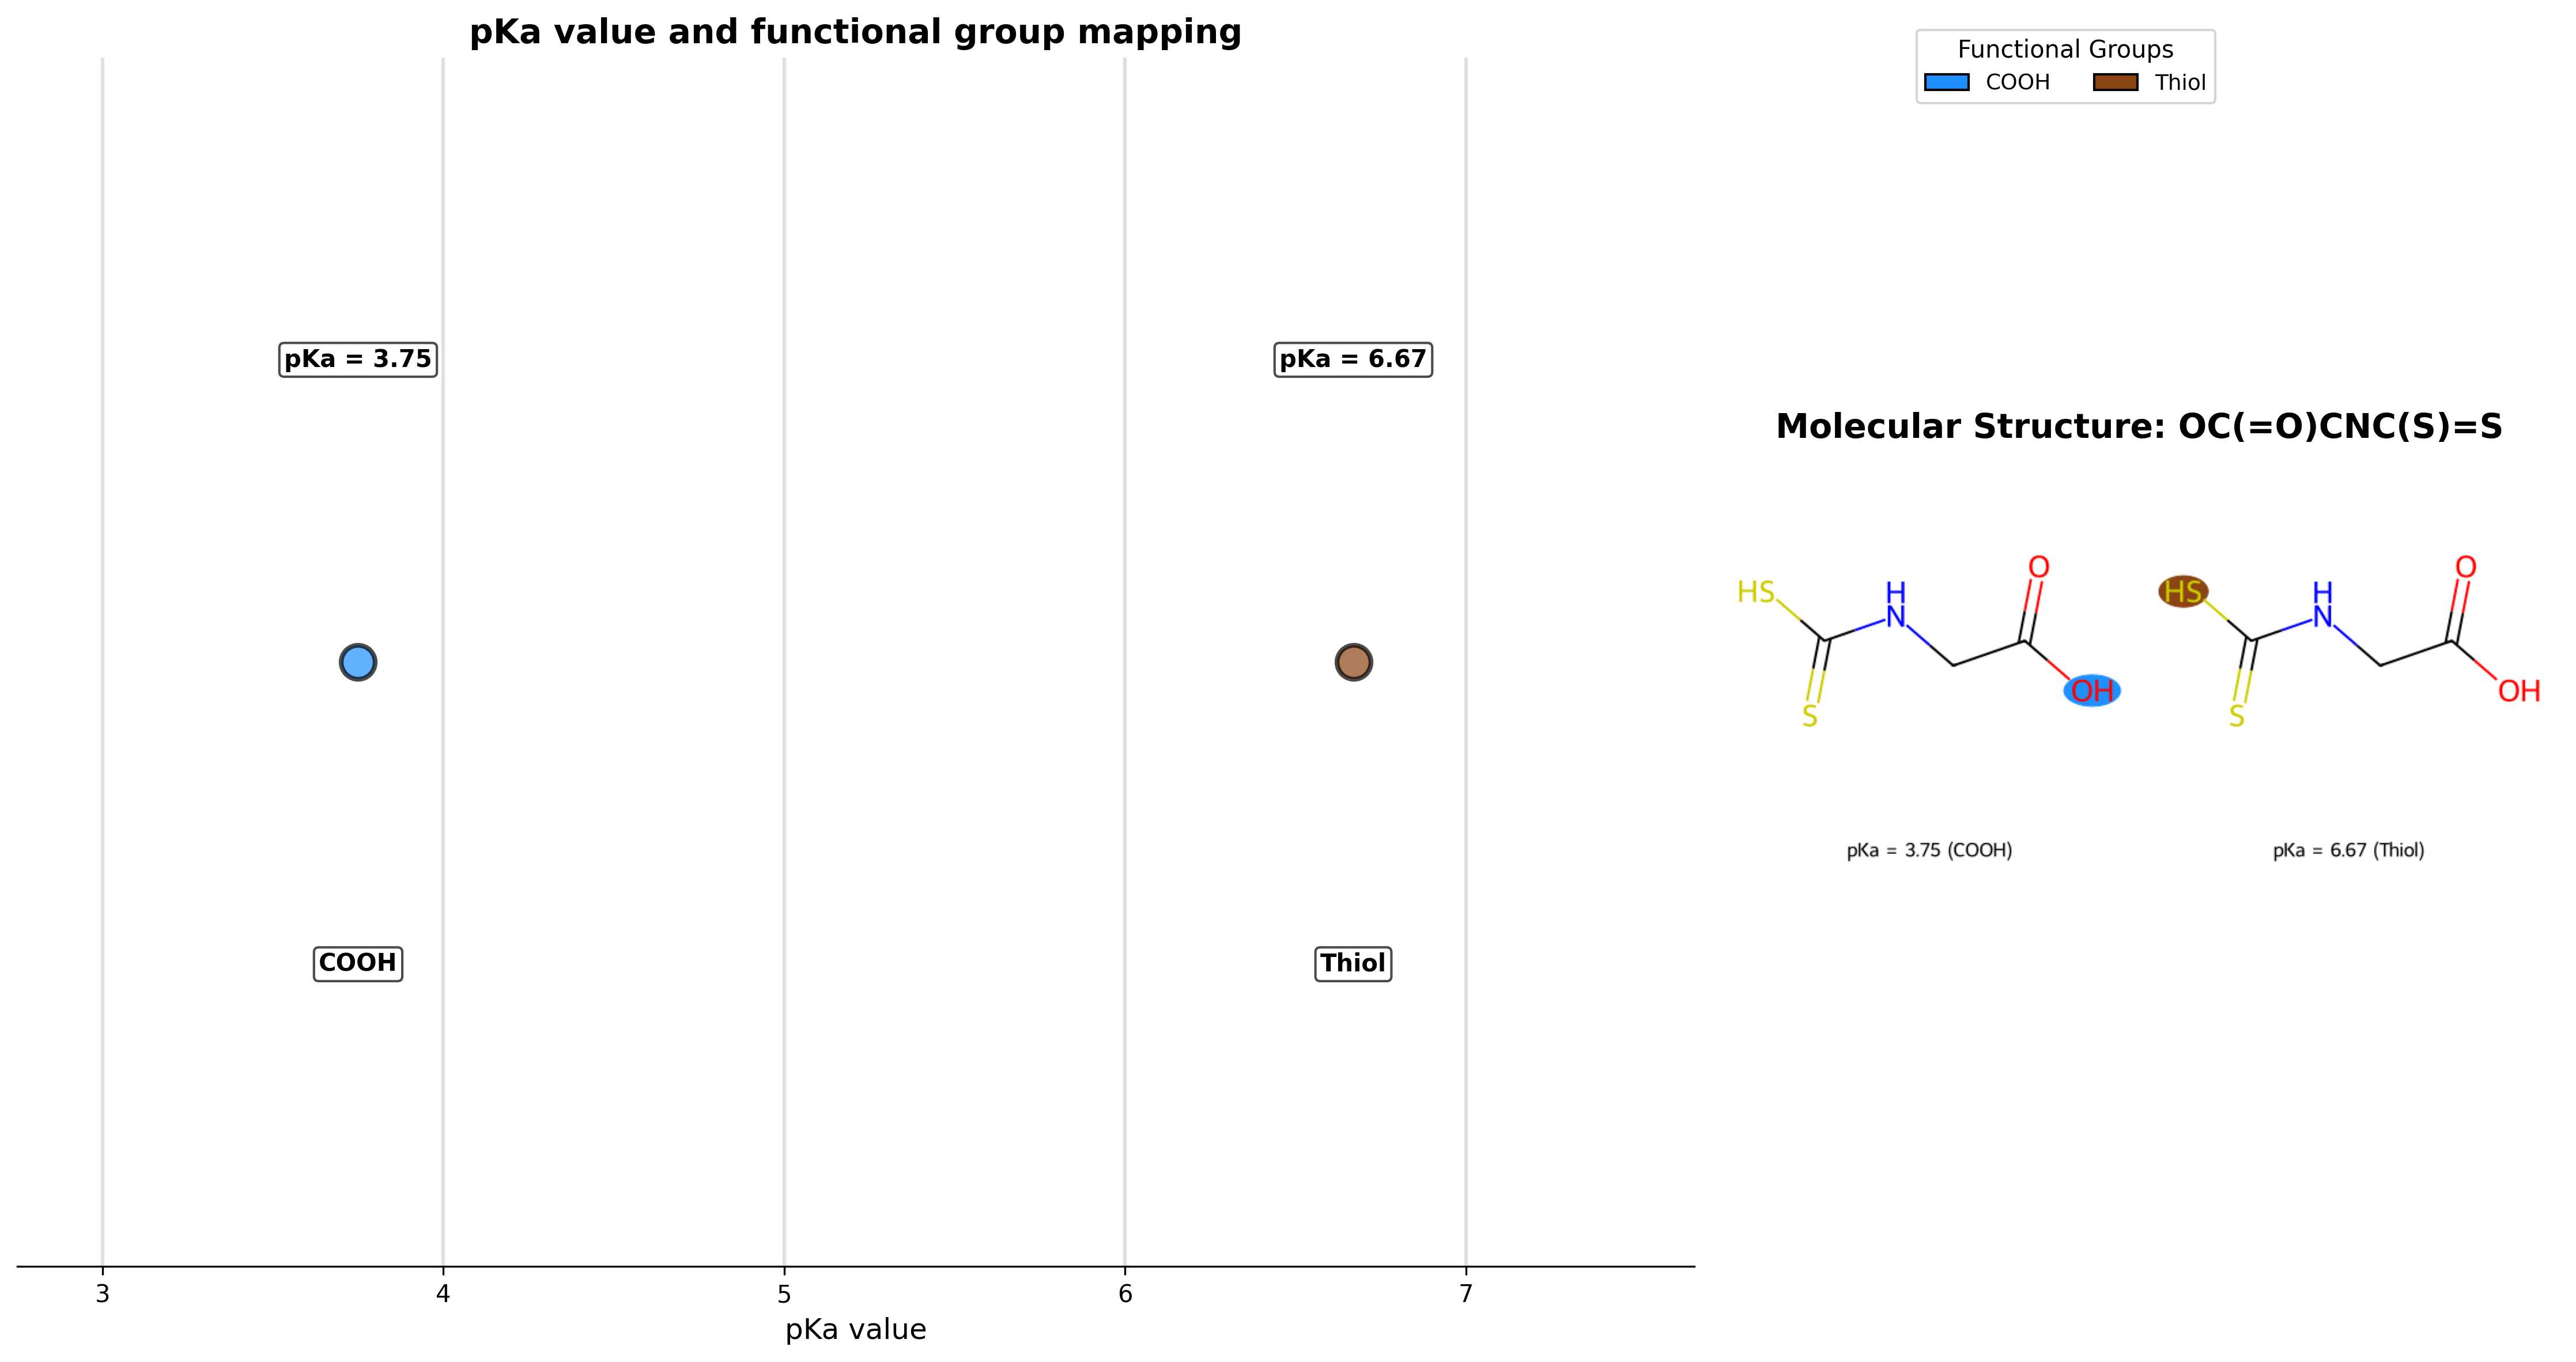 pKa value and functional group mapping
Functional Groups
COOH Thiol
pKa = 3.75 pKa = 6.67
Molecular Structure: OC(=O)CNC(S)=S
HS H N O OH S
HS H N O OH S
pKa = 3.75 (COOH) pKa = 6.67 (Thiol)
COOH Thiol
3 4 5 6 7
pKa value